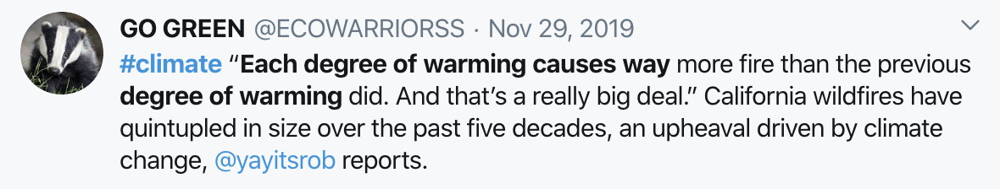 GO GREEN @ECOWARRIORSS · Nov 29, 2019
#climate “Each degree of warming causes way more fire than the previous
degree of warming did. And that’s a really big deal.” California wildfires have
quintupled in size over the past five decades, an upheaval driven by climate
change, @yayitsrob reports.